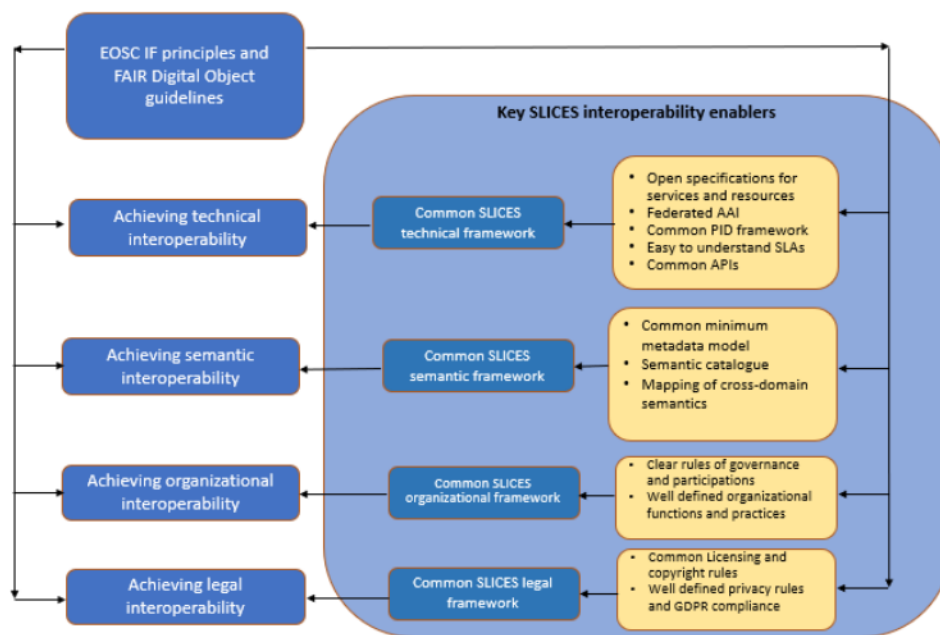 EOSC IF principles and
FAIR Digital Object
guidelines
Key SLICES interoperability enablers
Achieving technical
interoperability
Common SLICES
technical framework
• Open specifications for
services and resources
• Federated AAI
• Common PID framework
• Easy to understand SLAs
• Common APIs
Achieving semantic
interoperability
Common SLICES
semantic framework
• Common minimum
metadata model
• Semantic catalogue
• Mapping of cross-domain
semantics
Achieving organizational
interoperability
Common SLICES
organizational framework
• Clear rules of governance
and participations
• Well defined organizational
functions and practices
Achieving legal
interoperability
Common SLICES legal
framework
• Common Licensing and
copyright rules
• Well defined privacy rules
and GDPR compliance